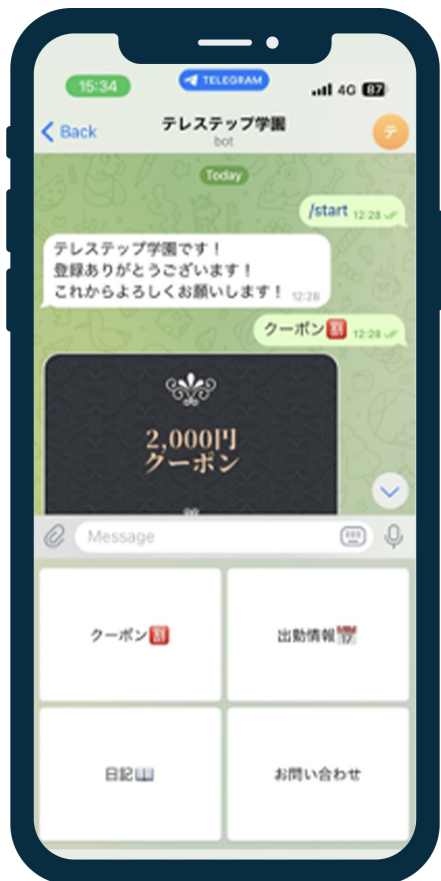 15:34
TELEGRAM
4G 87
Back
テレステップ学園
テ
bot
Today
/start 12:28
テレステップ学園です！
登録ありがとうございます！
これからよろしくお願いします！ 12:28
クーポン🈹 12:28
2,000円
クーポン
Message
クーポン🈹
出勤情報📅
日記📖
お問い合わせ